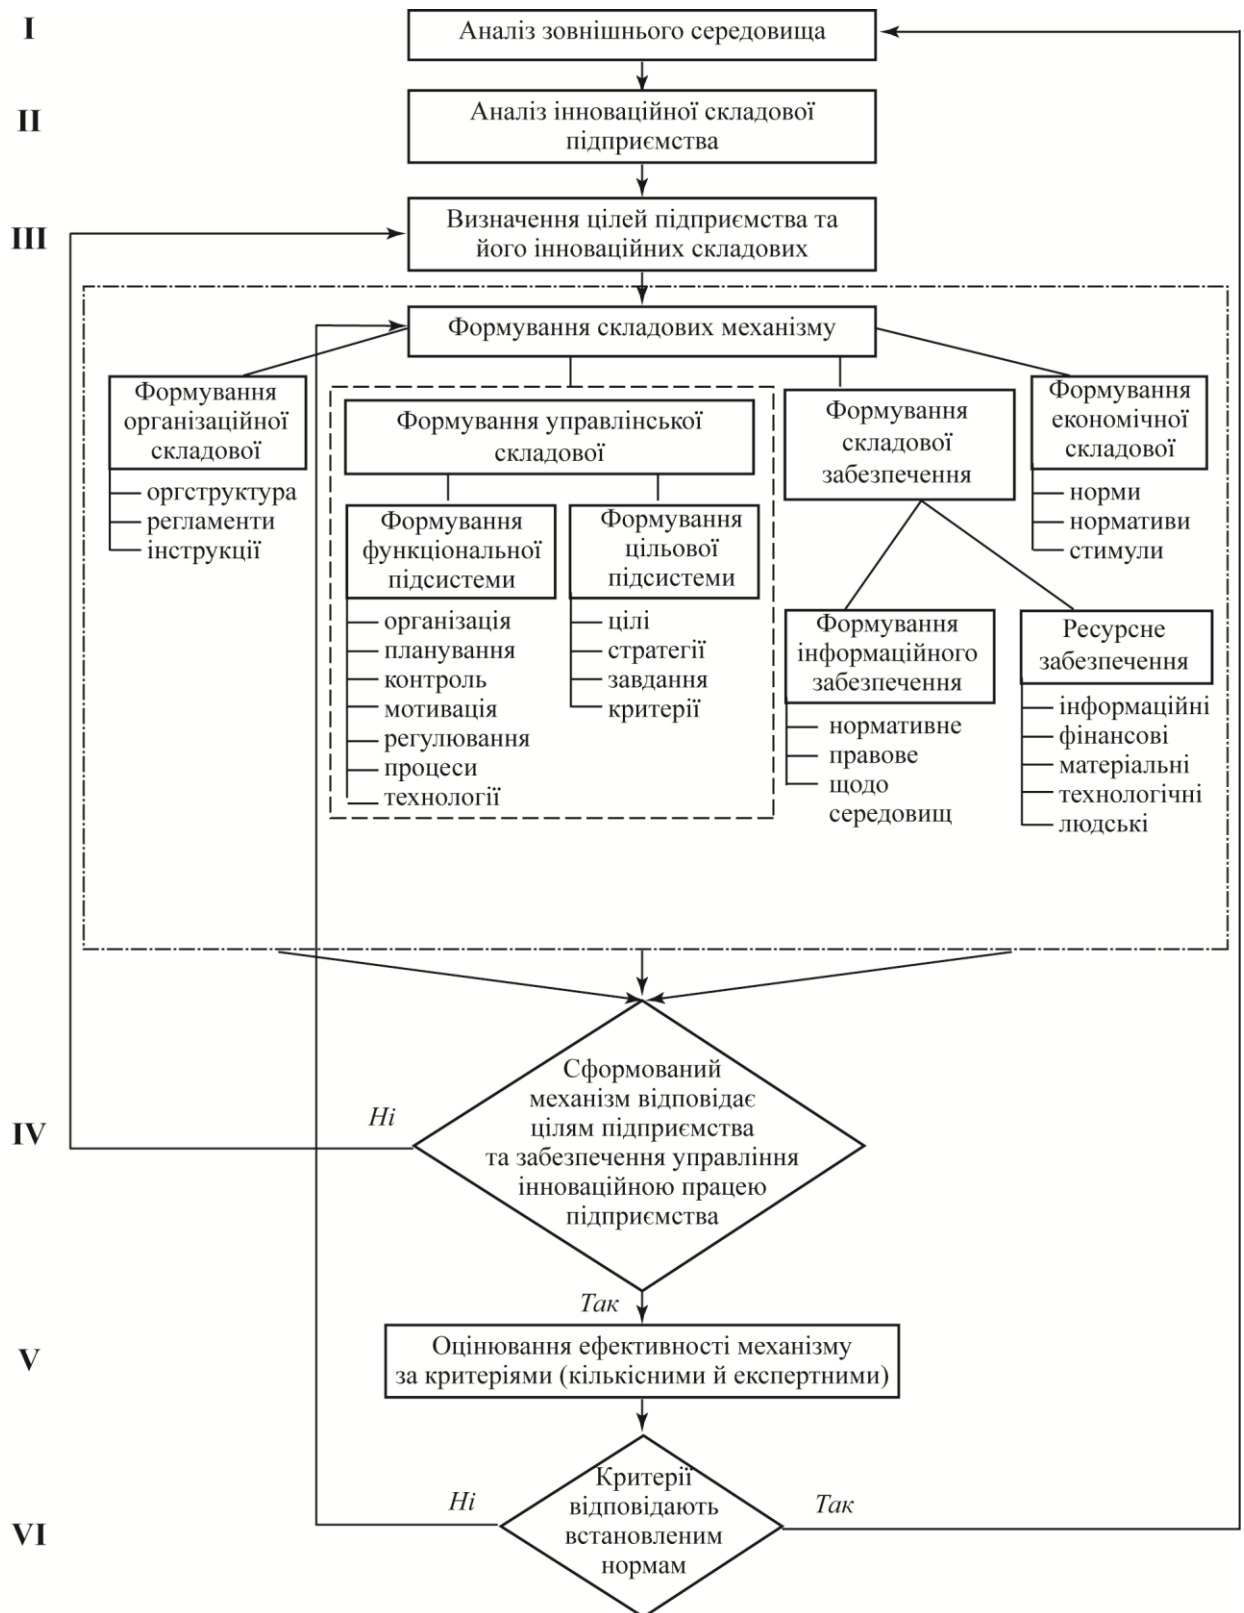 I
Аналіз зовнішнього середовища
II
Аналіз інноваційної складової
підприємства
III
Визначення цілей підприємства та
його інноваційних складових
Формування складових механізму
Формування
організаційної
складової
оргструктура
регламенти
інструкції
Формування управлінської
складової
Формування
функціональної
підсистеми
організація
планування
контроль
мотивація
регулювання
процеси
технології
Формування
цільової
підсистеми
цілі
стратегії
завдання
критерії
Формування
складової
забезпечення
Формування
інформаційного
забезпечення
нормативне
правове
щодо
середовищ
Ресурсне
забезпечення
інформаційні
фінансові
матеріальні
технологічні
людські
Формування
економічної
складової
норми
нормативи
стимули
IV
Ні
Сформований
механізм відповідає
цілям підприємства
та забезпечення управління
інноваційною працею
підприємства
Так
V
Оцінювання ефективності механізму
за критеріями (кількісними й експертними)
VI
Ні
Критерії
відповідають
встановленим
нормам
Так